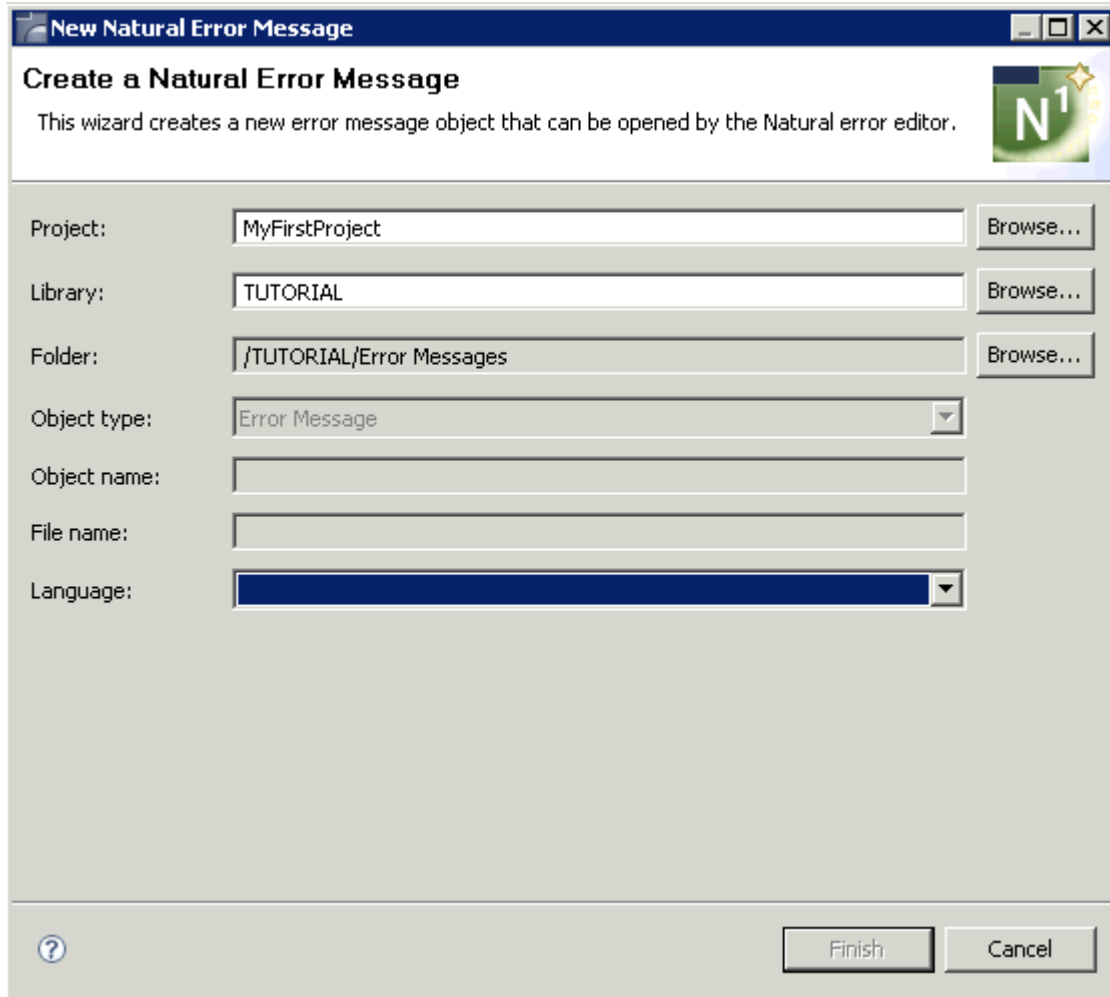 New Natural Error Message
Create a Natural Error Message
This wizard creates a new error message object that can be opened by the Natural error editor.
N1
Project: MyFirstProject Browse...
Library: TUTORIAL Browse...
Folder: /TUTORIAL/Error Messages Browse...
Object type: Error Message
Object name:
File name:
Language:
? Finish Cancel